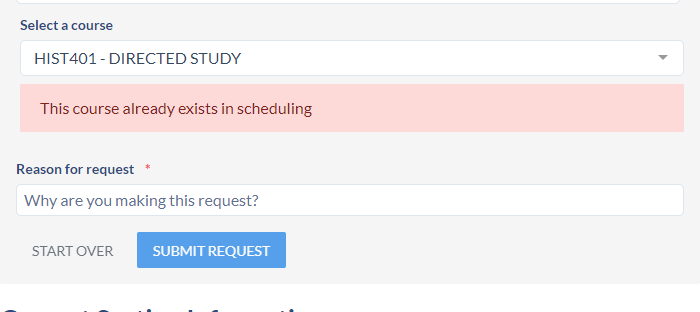 Select a course
HIST401 - DIRECTED STUDY
This course already exists in scheduling
Reason for request *
Why are you making this request?
START OVER SUBMIT REQUEST